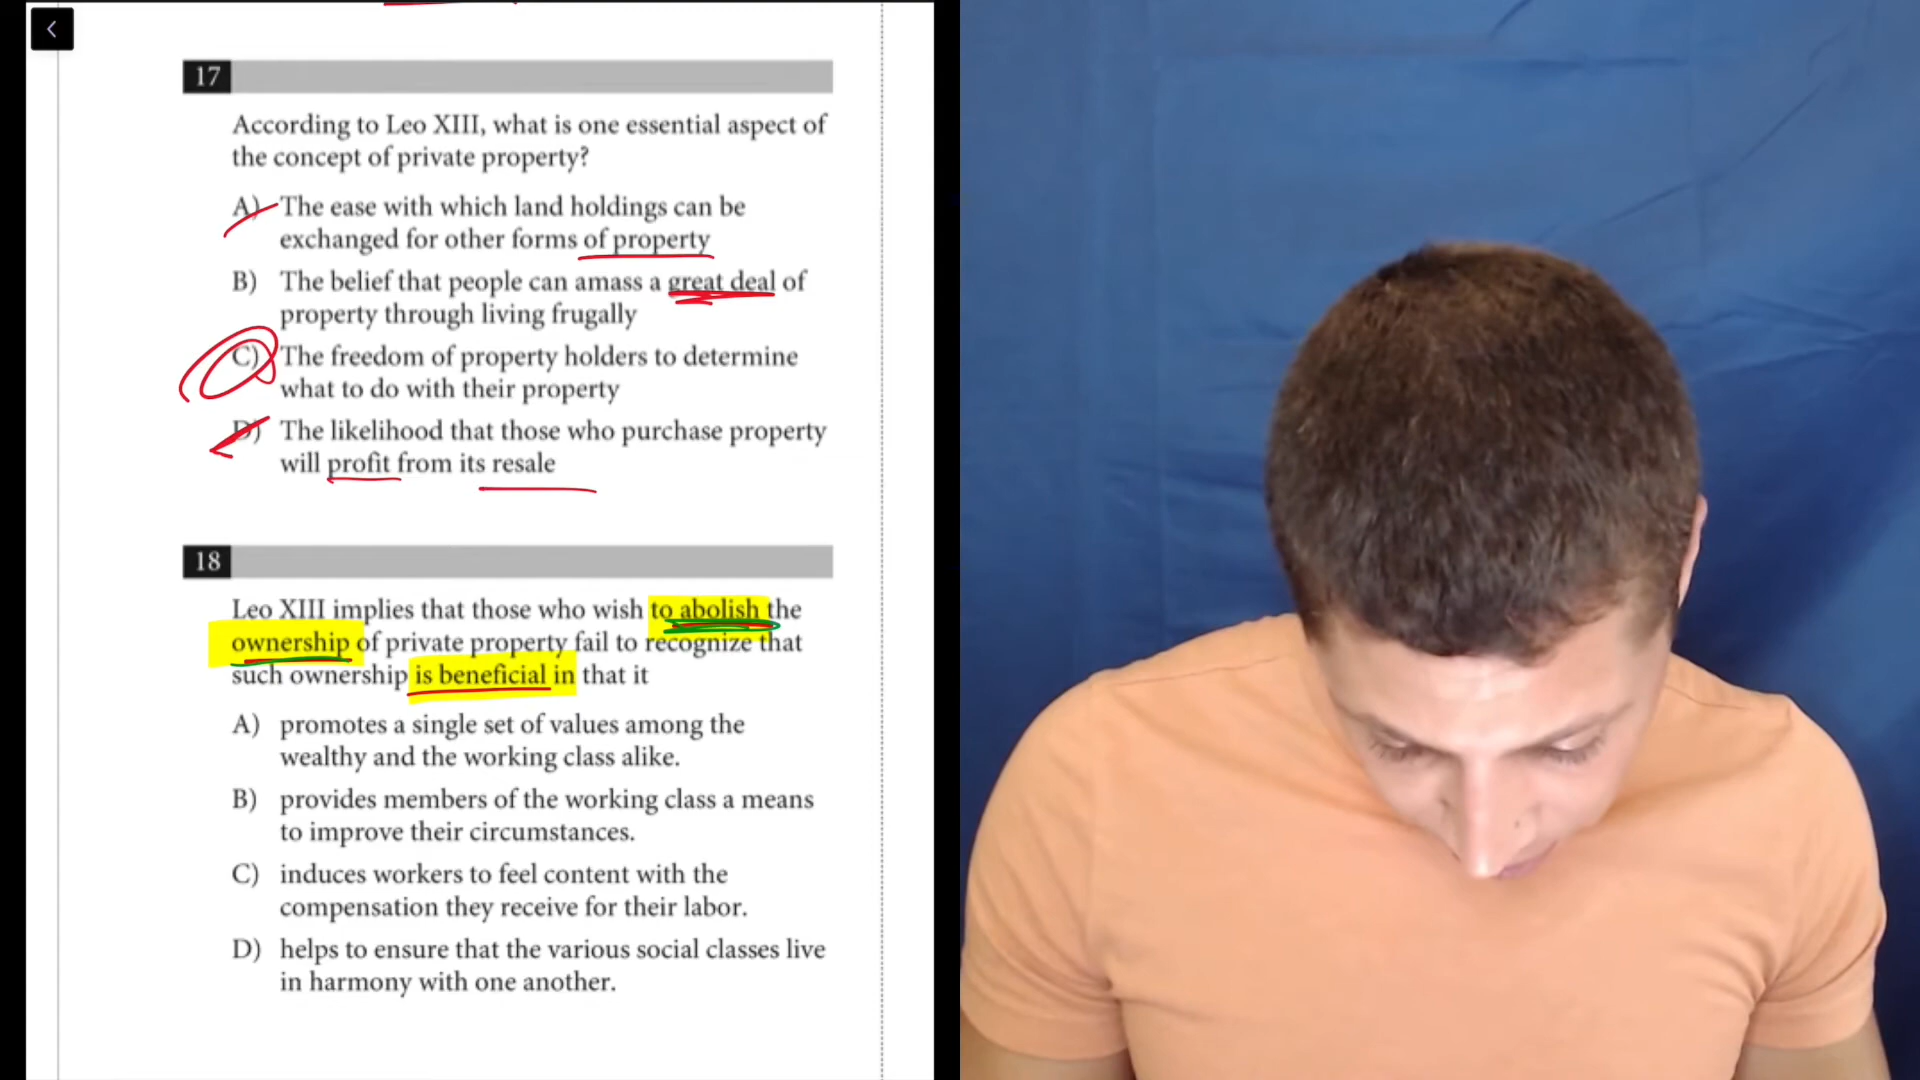 17
According to Leo XIII, what is one essential aspect of
the concept of private property?
A) The ease with which land holdings can be
exchanged for other forms of property
B) The belief that people can amass a great deal of
property through living frugally
C) The freedom of property holders to determine
what to do with their property
D) The likelihood that those who purchase property
will profit from its resale
18
Leo XIII implies that those who wish to abolish the
ownership of private property fail to recognize that
such ownership is beneficial in that it
A) promotes a single set of values among the
wealthy and the working class alike.
B) provides members of the working class a means
to improve their circumstances.
C) induces workers to feel content with the
compensation they receive for their labor.
D) helps to ensure that the various social classes live
in harmony with one another.